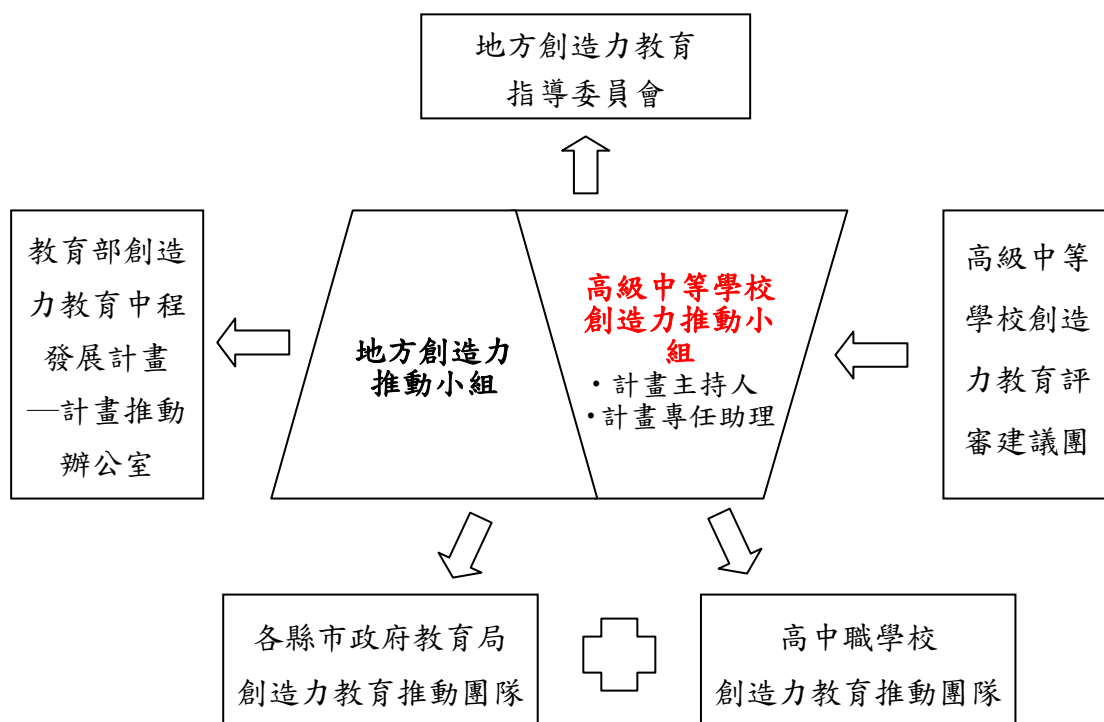 地方創造力教育
指導委員會
教育部創造
力教育中程
發展計畫
—計畫推動
辦公室
地方創造力
推動小組
高級中等學校
創造力推動小
組
・計畫主持人
・計畫專任助理
高級中等
學校創造
力教育評
審建議團
各縣市政府教育局
創造力教育推動團隊
高中職學校
創造力教育推動團隊